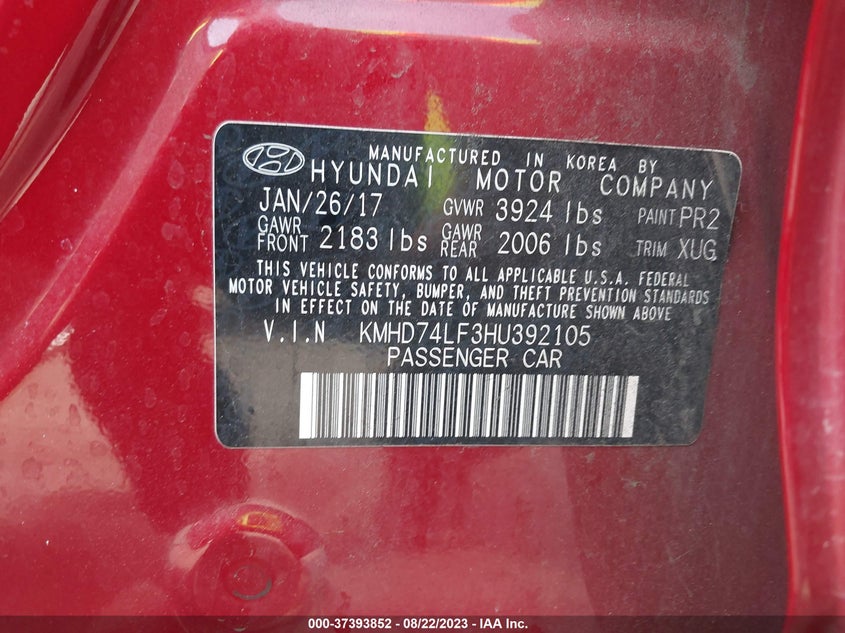 MANUFACTURED IN KOREA BY
HYUNDAI MOTOR COMPANY
JAN/26/17 GVWR 3924 lbs PAINT PR2
GAWR FRONT 2183 lbs GAWR REAR 2006 lbs TRIM XUG
THIS VEHICLE CONFORMS TO ALL APPLICABLE U.S.A. FEDERAL
MOTOR VEHICLE SAFETY, BUMPER, AND THEFT PREVENTION STANDARDS
IN EFFECT ON THE DATE OF MANUFACTURE SHOWN ABOVE
V.I.N KMHD74LF3HU392105
PASSENGER CAR
000-37393852 - 08/22/2023 - IAA Inc.